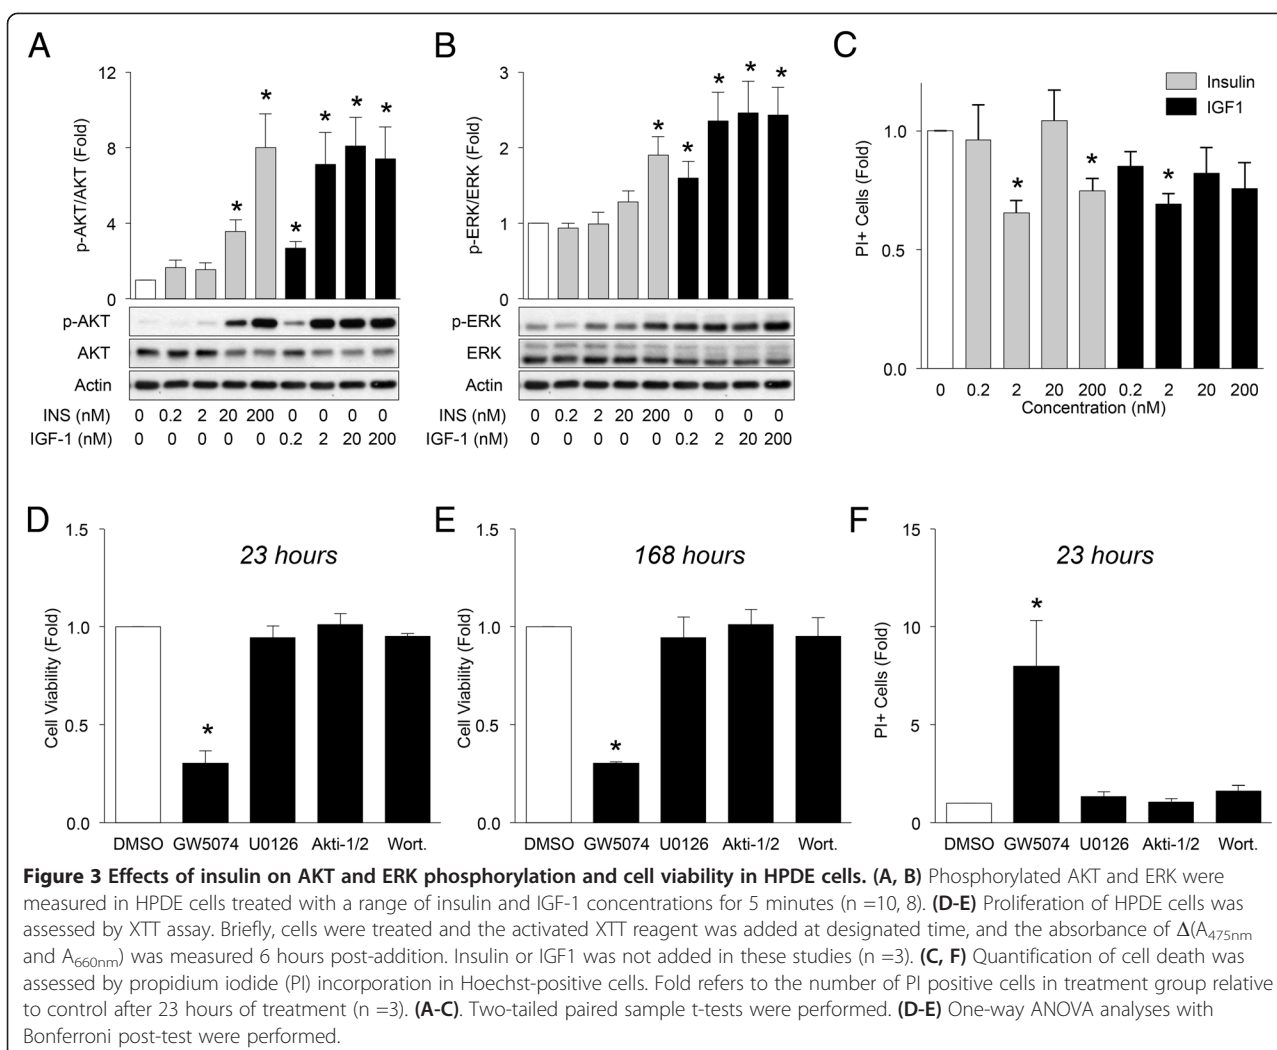 A
p-AKT/AKT (Fold)
12
8
4
0
* * * * * *
p-AKT
AKT
Actin
INS (nM) 0 0.2 2 20 200 0 0 0 0
IGF-1 (nM) 0 0 0 0 0 0.2 2 20 200
B
p-ERK/ERK (Fold)
3
2
1
0
* * * * *
p-ERK
ERK
Actin
INS (nM) 0 0.2 2 20 200 0 0 0 0
IGF-1 (nM) 0 0 0 0 0 0.2 2 20 200
C
Insulin
IGF1
PI+ Cells (Fold)
1.0
0.5
0.0
* * *
0 0.2 2 20 200 0.2 2 20 200
Concentration (nM)
D
23 hours
Cell Viability (Fold)
1.5
1.0
0.5
0.0
*
DMSO GW5074 U0126 Akti-1/2 Wort.
E
168 hours
Cell Viability (Fold)
1.5
1.0
0.5
0.0
*
DMSO GW5074 U0126 Akti-1/2 Wort.
F
23 hours
PI+ Cells (Fold)
15
10
5
0
*
DMSO GW5074 U0126 Akti-1/2 Wort.
Figure 3 Effects of insulin on AKT and ERK phosphorylation and cell viability in HPDE cells. (A, B) Phosphorylated AKT and ERK were
measured in HPDE cells treated with a range of insulin and IGF-1 concentrations for 5 minutes (n =10, 8). (D-E) Proliferation of HPDE cells was
assessed by XTT assay. Briefly, cells were treated and the activated XTT reagent was added at designated time, and the absorbance of Δ(A475nm
and A660nm) was measured 6 hours post-addition. Insulin or IGF1 was not added in these studies (n =3). (C, F) Quantification of cell death was
assessed by propidium iodide (PI) incorporation in Hoechst-positive cells. Fold refers to the number of PI positive cells in treatment group relative
to control after 23 hours of treatment (n =3). (A-C). Two-tailed paired sample t-tests were performed. (D-E) One-way ANOVA analyses with
Bonferroni post-test were performed.